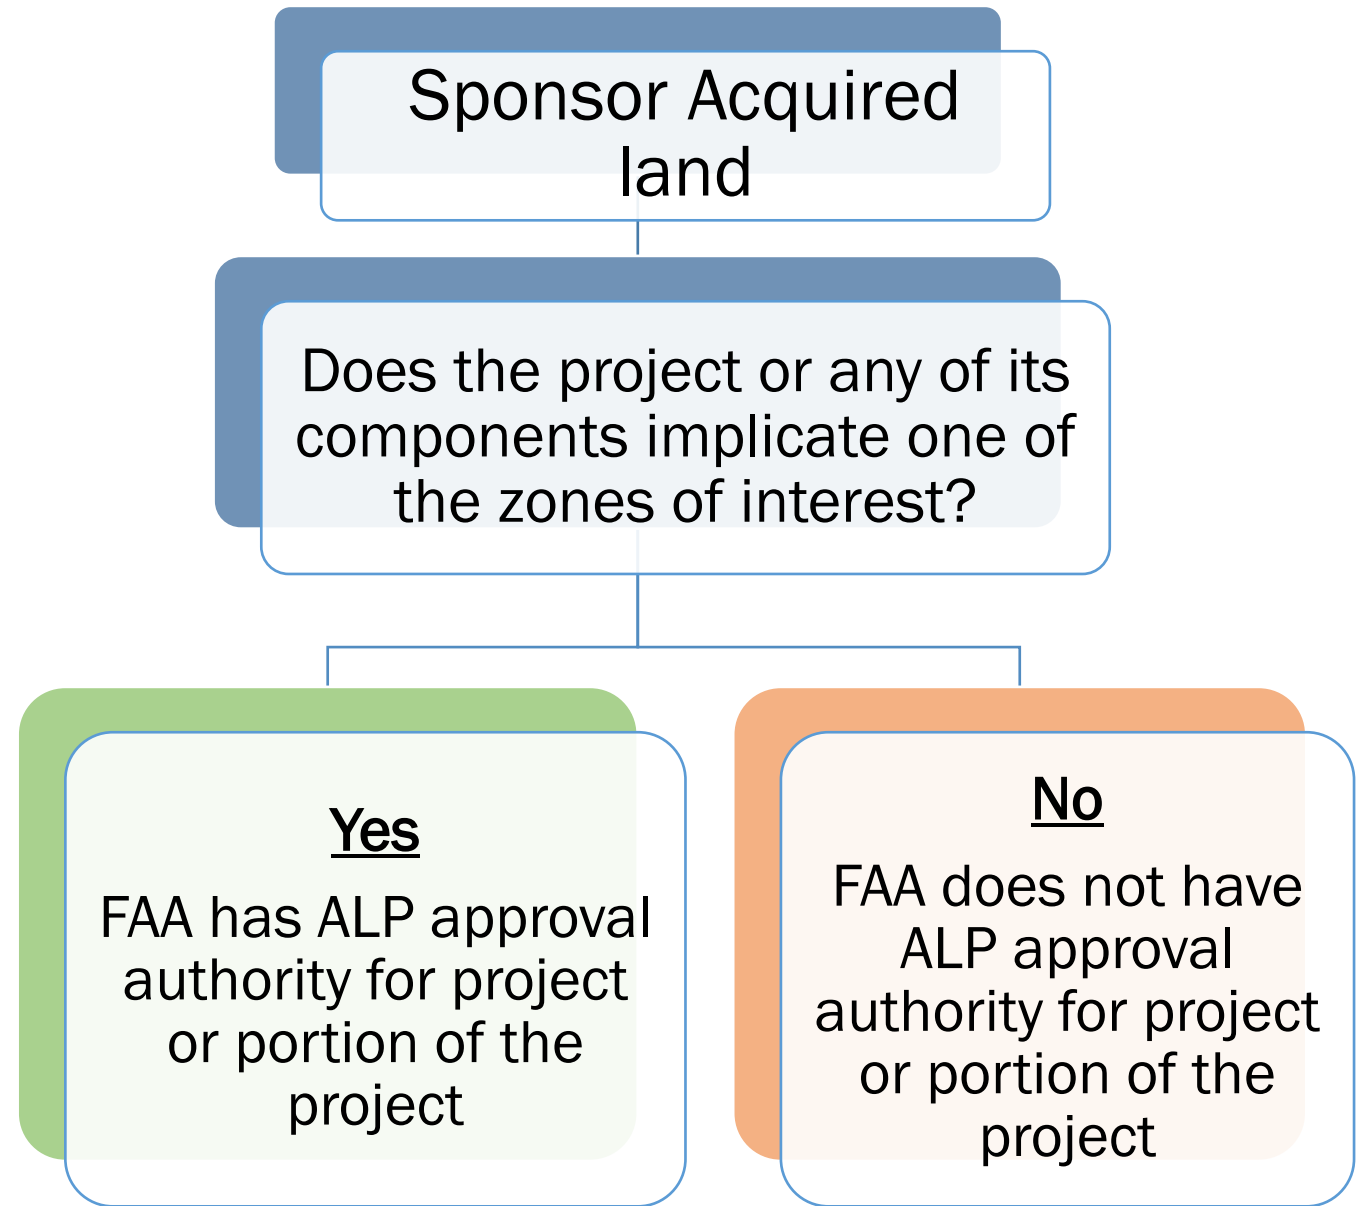 Sponsor Acquired
land
Does the project or any of its
components implicate one of
the zones of interest?
Yes
FAA has ALP approval
authority for project
or portion of the
project
No
FAA does not have
ALP approval
authority for project
or portion of the
project